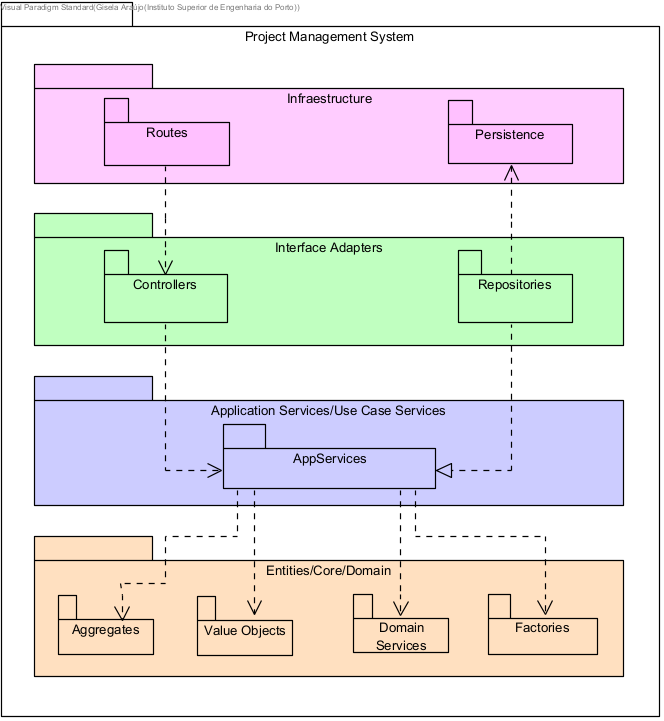 Visual Paradigm Standard(Gisela Araújo(Instituto Superior de Engenharia do Porto))
Project Management System
Infraestructure
Routes
Persistence
Interface Adapters
Controllers
Repositories
Application Services/Use Case Services
AppServices
Entities/Core/Domain
Aggregates
Value Objects
Domain
Services
Factories